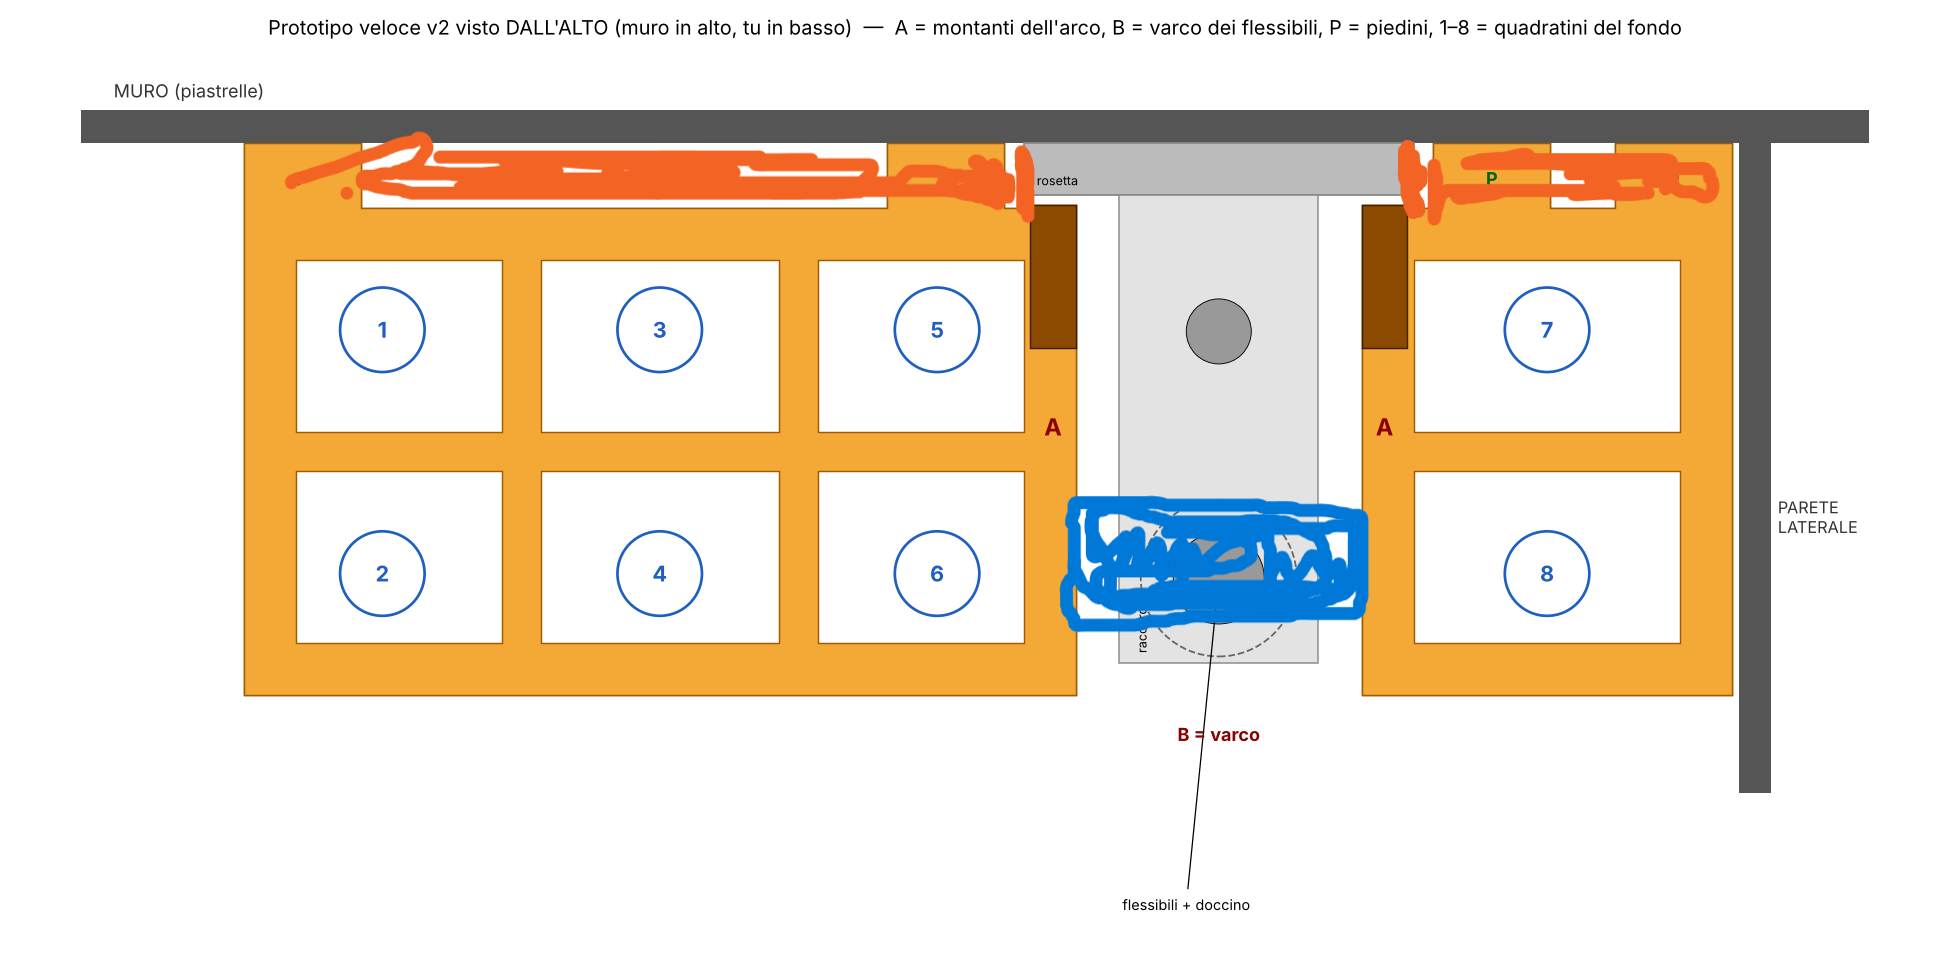 Prototipo veloce v2 visto DALL'ALTO (muro in alto, tu in basso) — A = montanti dell'arco, B = varco dei flessibili, P = piedini, 1–8 = quadratini del fondo
MURO (piastrelle)
rosetta
P
1
3
5
7
A
A
PARETE
LATERALE
2
4
6
8
B = varco
flessibili + doccino